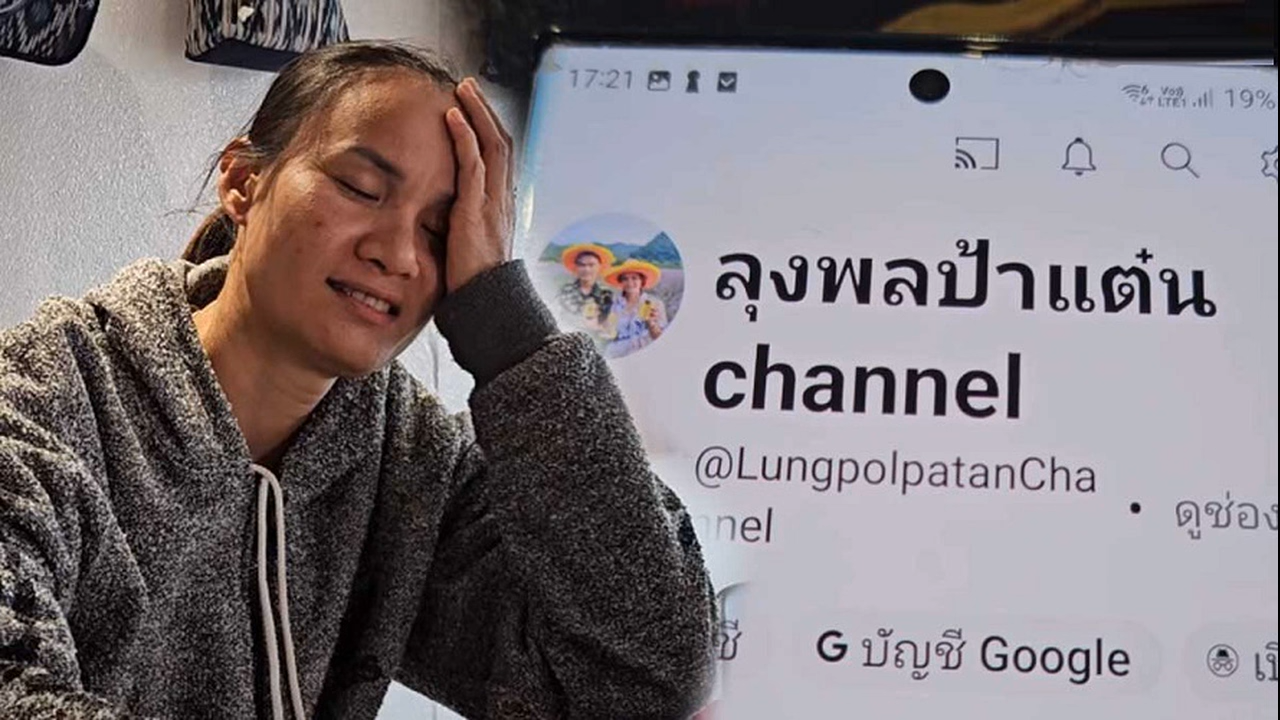 17:21
19%
ลุงพลป้าแต๋น
channel
@LungpolpatanCha
nnel
ดูช่อง
ชี
G บัญชี Google